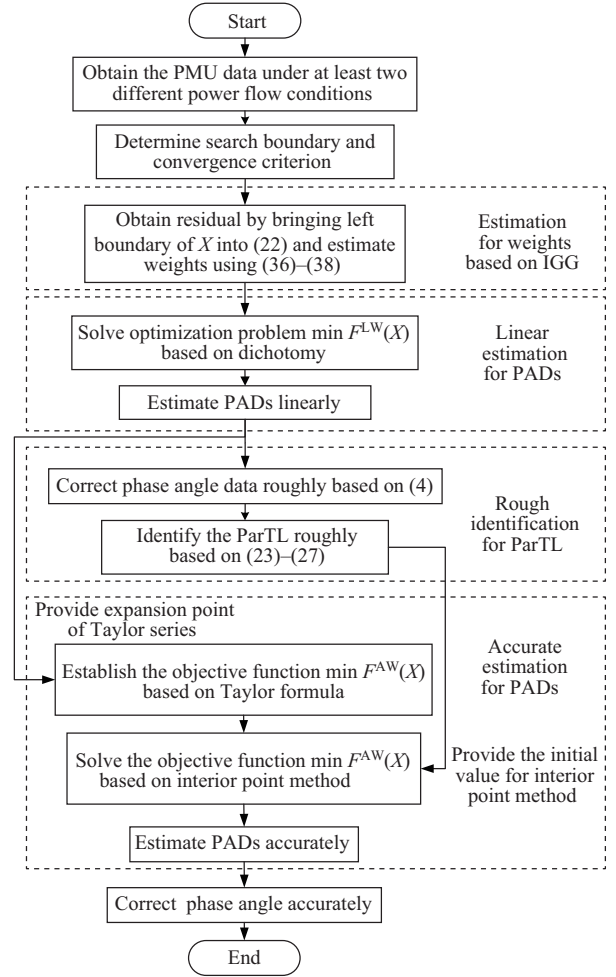 Start
Obtain the PMU data under at least two
different power flow conditions
Determine search boundary and
convergence criterion
Obtain residual by bringing left
boundary of X into (22) and estimate
weights using (36)–(38)
Estimation
for weights
based on IGG
Solve optimization problem min F^LW(X)
based on dichotomy
Estimate PADs linearly
Linear
estimation
for PADs
Correct phase angle data roughly based on (4)
Identify the ParTL roughly
based on (23)–(27)
Rough
identification
for ParTL
Provide expansion point
of Taylor series
Establish the objective function min F^AW(X)
based on Taylor formula
Accurate
estimation
for PADs
Solve the objective function min F^AW(X)
based on interior point method
Provide the initial
value for interior
point method
Estimate PADs accurately
Correct phase angle accurately
End